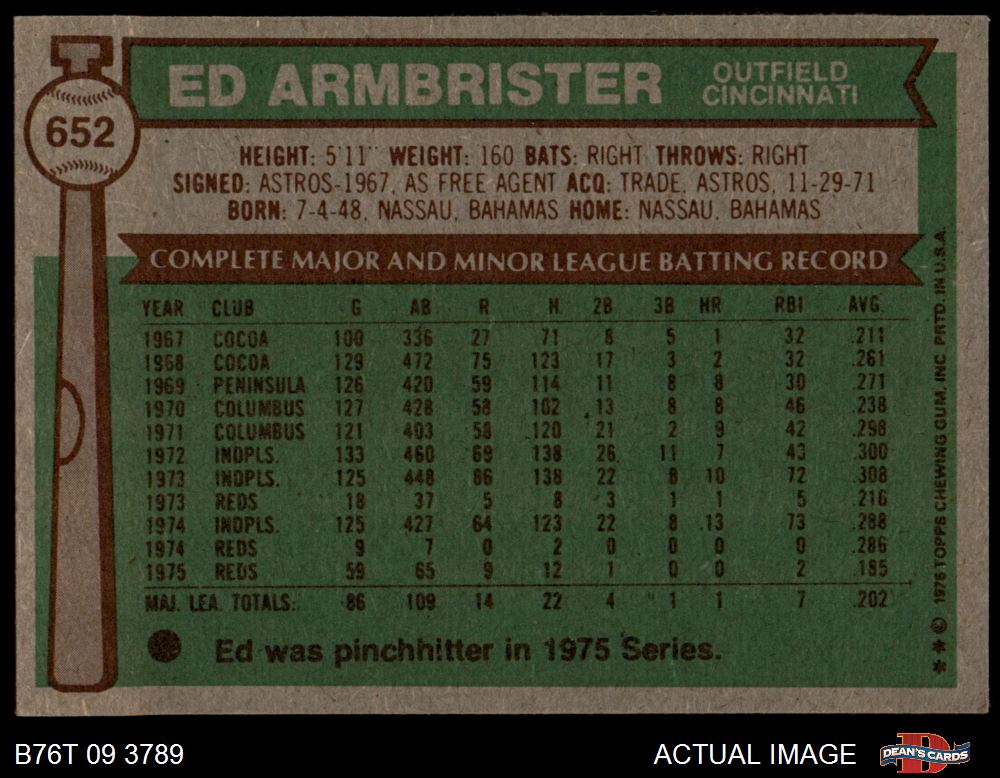 ED ARMBRISTER OUTFIELD CINCINNATI
652
HEIGHT: 5'11" WEIGHT: 160 BATS: RIGHT THROWS: RIGHT
SIGNED: ASTROS-1967, AS FREE AGENT ACQ: TRADE, ASTROS, 11-29-71
BORN: 7-4-48, NASSAU, BAHAMAS HOME: NASSAU, BAHAMAS
COMPLETE MAJOR AND MINOR LEAGUE BATTING RECORD
YEAR CLUB G AB R H 2B 3B HR RBI AVG.
1967 COCOA 100 336 27 71 8 5 1 32 .211
1968 COCOA 129 472 75 123 17 3 2 32 .261
1969 PENINSULA 126 420 59 114 11 8 8 30 .271
1970 COLUMBUS 127 428 58 102 13 8 8 46 .238
1971 COLUMBUS 121 403 58 120 21 2 9 42 .298
1972 INDPLS. 133 460 69 138 26 11 7 43 .300
1973 INDPLS. 125 448 86 138 22 8 10 72 .308
1973 REDS 18 37 5 8 3 1 1 5 .216
1974 INDPLS. 125 427 64 123 22 8 13 73 .288
1974 REDS 9 7 0 2 0 0 0 0 .286
1975 REDS 59 65 9 12 1 0 0 2 .185
MAJ. LEA. TOTALS: 86 109 14 22 4 1 1 7 .202
Ed was pinchhitter in 1975 Series.
** © 1976 TOPPS CHEWING GUM, INC. PRTD. IN U.S.A.
B76T 09 3789
ACTUAL IMAGE
D
DEAN'S CARDS